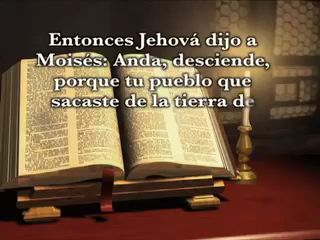 Entonces Jehová dijo a
Moisés: Anda, desciende,
porque tu pueblo que
sacaste de la tierra de